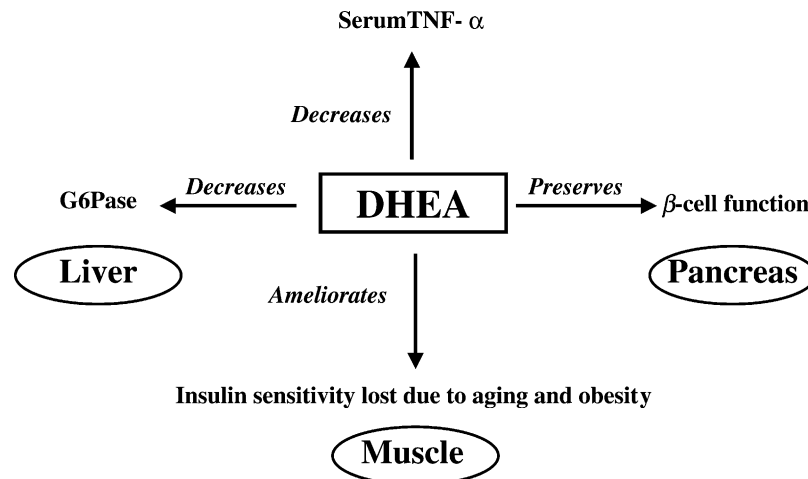 SerumTNF- α
Decreases
G6Pase
Decreases
DHEA
Preserves
β-cell function
Liver
Pancreas
Ameliorates
Insulin sensitivity lost due to aging and obesity
Muscle